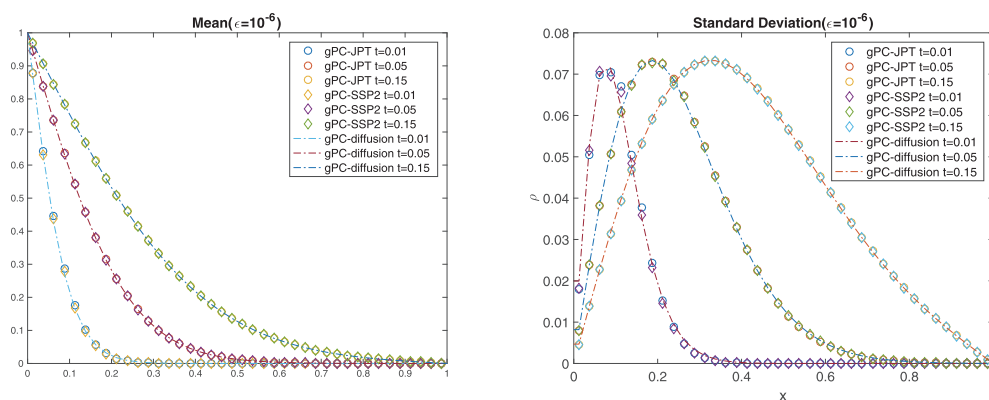 Mean(ϵ=10⁻⁶)
1
0.9
0.8
0.7
0.6
0.5
0.4
0.3
0.2
0.1
0
0 0.1 0.2 0.3 0.4 0.5 0.6 0.7 0.8 0.9 1
gPC-JPT t=0.01
gPC-JPT t=0.05
gPC-JPT t=0.15
gPC-SSP2 t=0.01
gPC-SSP2 t=0.05
gPC-SSP2 t=0.15
gPC-diffusion t=0.01
gPC-diffusion t=0.05
gPC-diffusion t=0.15
Standard Deviation(ϵ=10⁻⁶)
0.08
0.07
0.06
0.05
0.04
0.03
0.02
0.01
0
ρ
0 0.2 0.4 0.6 0.8
x
gPC-JPT t=0.01
gPC-JPT t=0.05
gPC-JPT t=0.15
gPC-SSP2 t=0.01
gPC-SSP2 t=0.05
gPC-SSP2 t=0.15
gPC-diffusion t=0.01
gPC-diffusion t=0.05
gPC-diffusion t=0.15